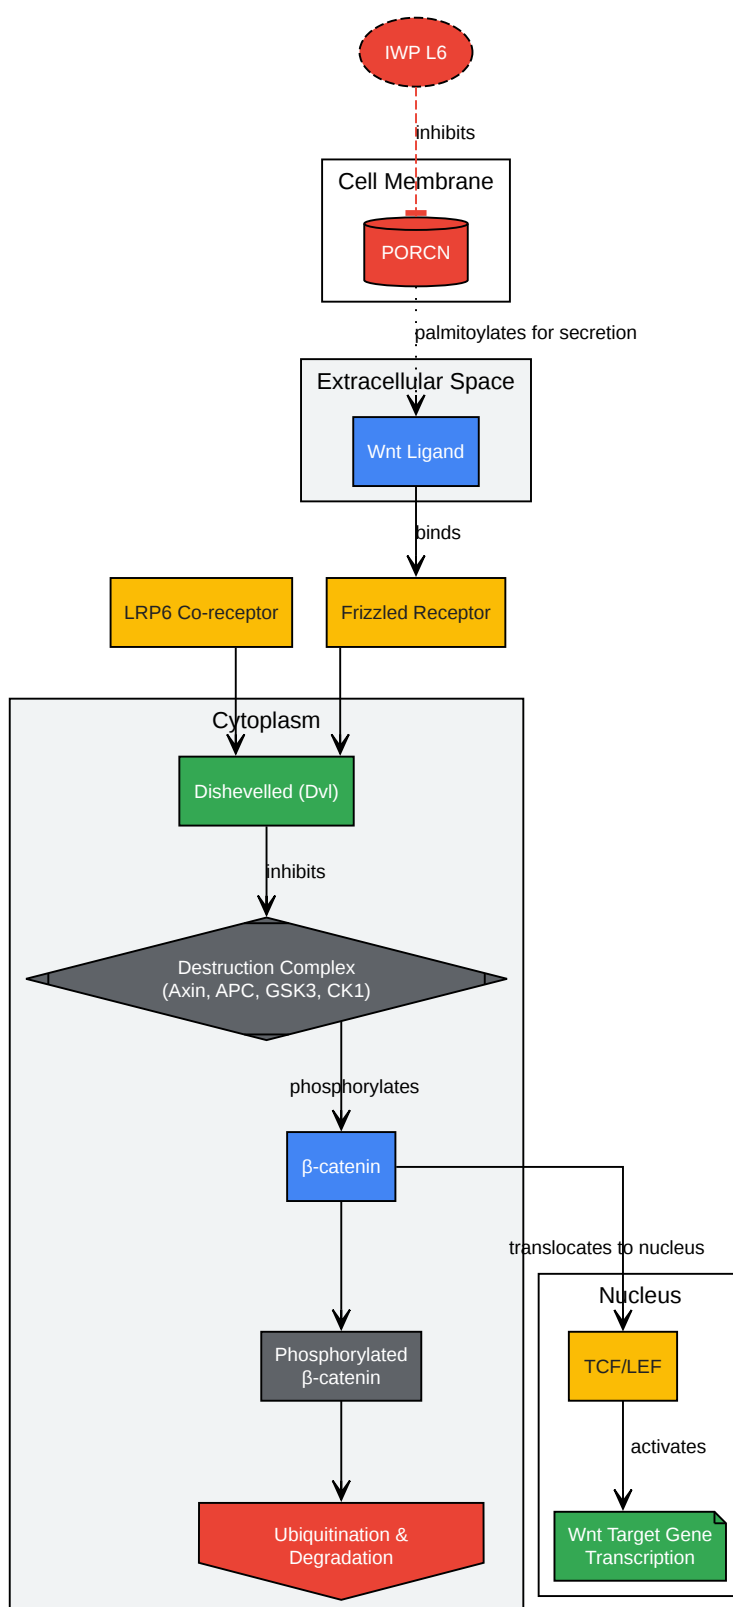 IWP L6
inhibits
Cell Membrane
PORCN
palmitoylates for secretion
Extracellular Space
Wnt Ligand
binds
LRP6 Co-receptor
Frizzled Receptor
Cytoplasm
Dishevelled (Dvl)
inhibits
Destruction Complex
(Axin, APC, GSK3, CK1)
phosphorylates
β-catenin
translocates to nucleus
Nucleus
Phosphorylated
β-catenin
TCF/LEF
activates
Ubiquitination &
Degradation
Wnt Target Gene
Transcription